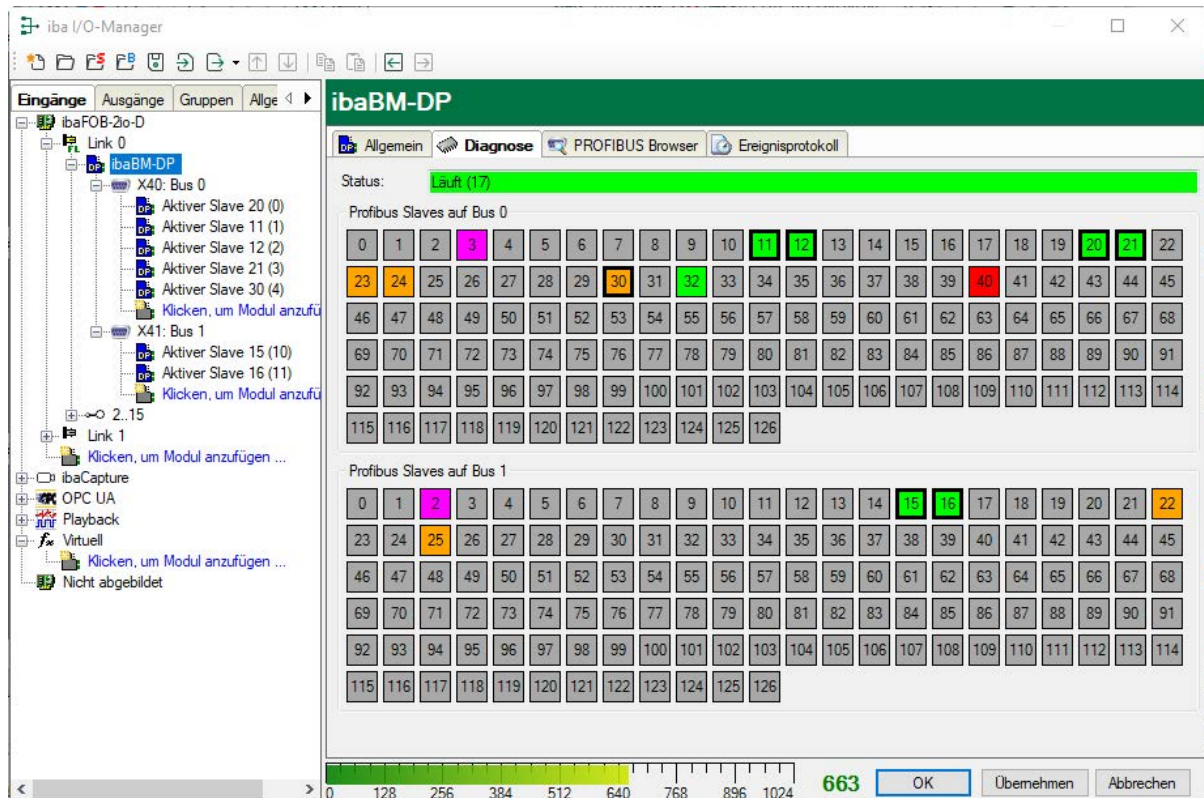 iba I/O-Manager
Eingänge Ausgänge Gruppen Allge
ibaFOB-2io-D
Link 0
ibaBM-DP
X40: Bus 0
Aktiver Slave 20 (0)
Aktiver Slave 11 (1)
Aktiver Slave 12 (2)
Aktiver Slave 21 (3)
Aktiver Slave 30 (4)
Klicken, um Modul anzufü
X41: Bus 1
Aktiver Slave 15 (10)
Aktiver Slave 16 (11)
Klicken, um Modul anzufü
2..15
Link 1
Klicken, um Modul anzufügen ...
ibaCapture
OPC UA
Playback
Virtuell
Klicken, um Modul anzufügen ...
Nicht abgebildet
ibaBM-DP
Allgemein Diagnose PROFIBUS Browser Ereignisprotokoll
Status: Läuft (17)
Profibus Slaves auf Bus 0
0 1 2 3 4 5 6 7 8 9 10 11 12 13 14 15 16 17 18 19 20 21 22
23 24 25 26 27 28 29 30 31 32 33 34 35 36 37 38 39 40 41 42 43 44 45
46 47 48 49 50 51 52 53 54 55 56 57 58 59 60 61 62 63 64 65 66 67 68
69 70 71 72 73 74 75 76 77 78 79 80 81 82 83 84 85 86 87 88 89 90 91
92 93 94 95 96 97 98 99 100 101 102 103 104 105 106 107 108 109 110 111 112 113 114
115 116 117 118 119 120 121 122 123 124 125 126
Profibus Slaves auf Bus 1
0 1 2 3 4 5 6 7 8 9 10 11 12 13 14 15 16 17 18 19 20 21 22
23 24 25 26 27 28 29 30 31 32 33 34 35 36 37 38 39 40 41 42 43 44 45
46 47 48 49 50 51 52 53 54 55 56 57 58 59 60 61 62 63 64 65 66 67 68
69 70 71 72 73 74 75 76 77 78 79 80 81 82 83 84 85 86 87 88 89 90 91
92 93 94 95 96 97 98 99 100 101 102 103 104 105 106 107 108 109 110 111 112 113 114
115 116 117 118 119 120 121 122 123 124 125 126
0 128 256 384 512 640 768 896 1024
663 OK Übernehmen Abbrechen